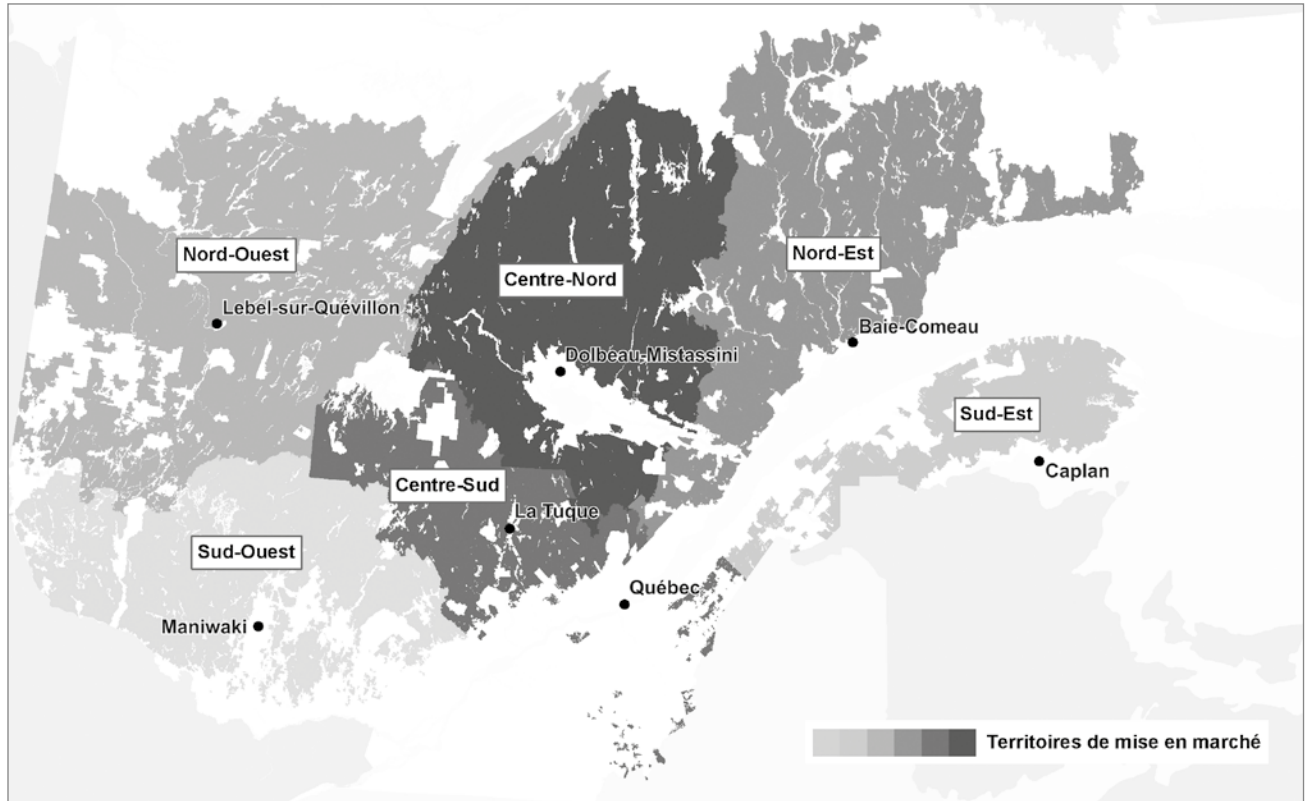 Nord-Ouest
Nord-Est
Centre-Nord
Lebel-sur-Quévillon
Baie-Comeau
Dolbeau-Mistassini
Sud-Est
Caplan
Centre-Sud
La Tuque
Sud-Ouest
Québec
Maniwaki
Territoires de mise en marché